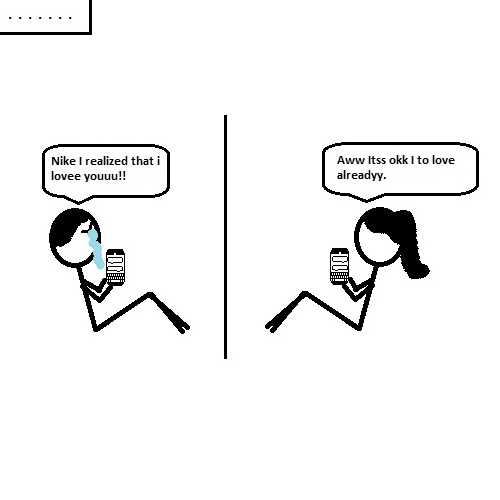 .......
Nike I realized that i
lovee youuu!!
Aww Itss okk I to love
alreadyy.